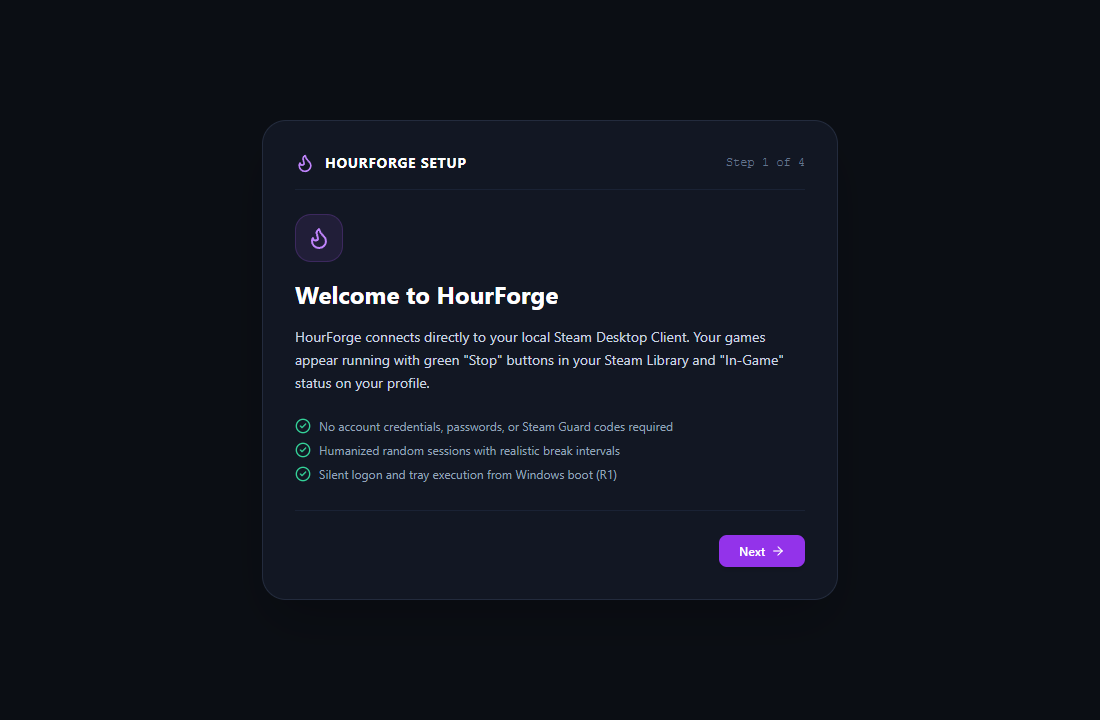 HOURFORGE SETUP
Step 1 of 4
Welcome to HourForge
HourForge connects directly to your local Steam Desktop Client. Your games
appear running with green "Stop" buttons in your Steam Library and "In-Game"
status on your profile.
No account credentials, passwords, or Steam Guard codes required
Humanized random sessions with realistic break intervals
Silent logon and tray execution from Windows boot (R1)
Next